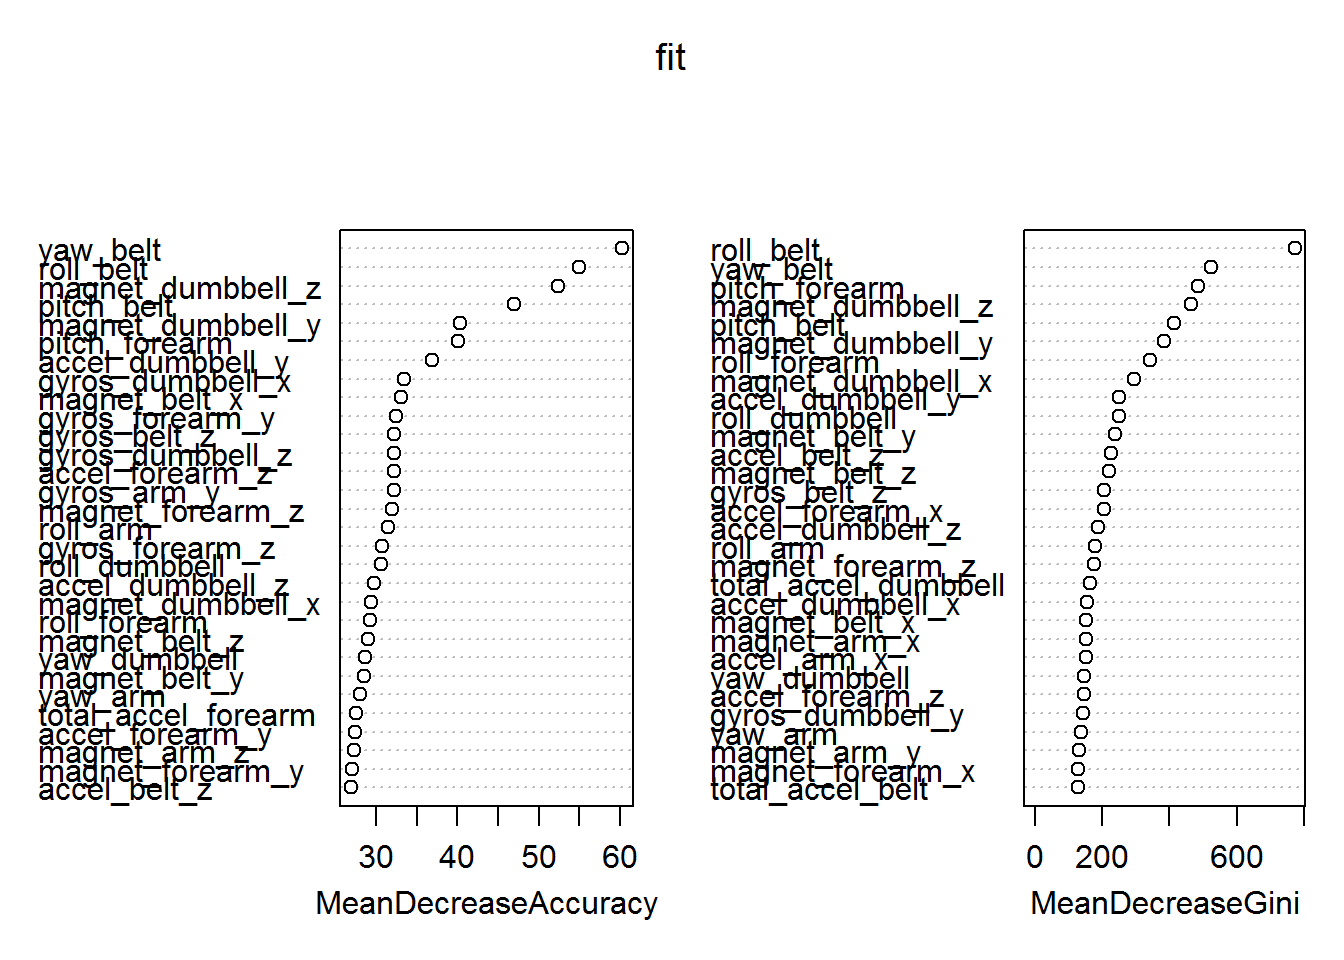 fit
yaw_belt
roll_belt
magnet_dumbbell_z
pitch_belt
magnet_dumbbell_y
pitch_forearm
accel_dumbbell_y
gyros_dumbbell_x
magnet_belt_x
gyros_forearm_y
gyros_belt_z
gyros_dumbbell_z
accel_forearm_z
gyros_arm_y
magnet_forearm_z
roll_arm
gyros_forearm_z
roll_dumbbell
accel_dumbbell_z
magnet_dumbbell_x
roll_forearm
magnet_belt_z
yaw_dumbbell
magnet_belt_y
yaw_arm
total_accel_forearm
accel_forearm_y
magnet_arm_z
magnet_forearm_y
accel_belt_z
30 40 50 60
MeanDecreaseAccuracy
roll_belt
yaw_belt
pitch_forearm
magnet_dumbbell_z
pitch_belt
magnet_dumbbell_y
roll_forearm
magnet_dumbbell_x
accel_dumbbell_y
roll_dumbbell
magnet_belt_y
accel_belt_z
magnet_belt_z
gyros_belt_z
accel_forearm_x
accel_dumbbell_z
roll_arm
magnet_forearm_z
total_accel_dumbbell
accel_dumbbell_x
magnet_belt_x
magnet_arm_x
accel_arm_x
yaw_dumbbell
accel_forearm_z
gyros_dumbbell_y
yaw_arm
magnet_arm_y
magnet_forearm_x
total_accel_belt
0 200 600
MeanDecreaseGini